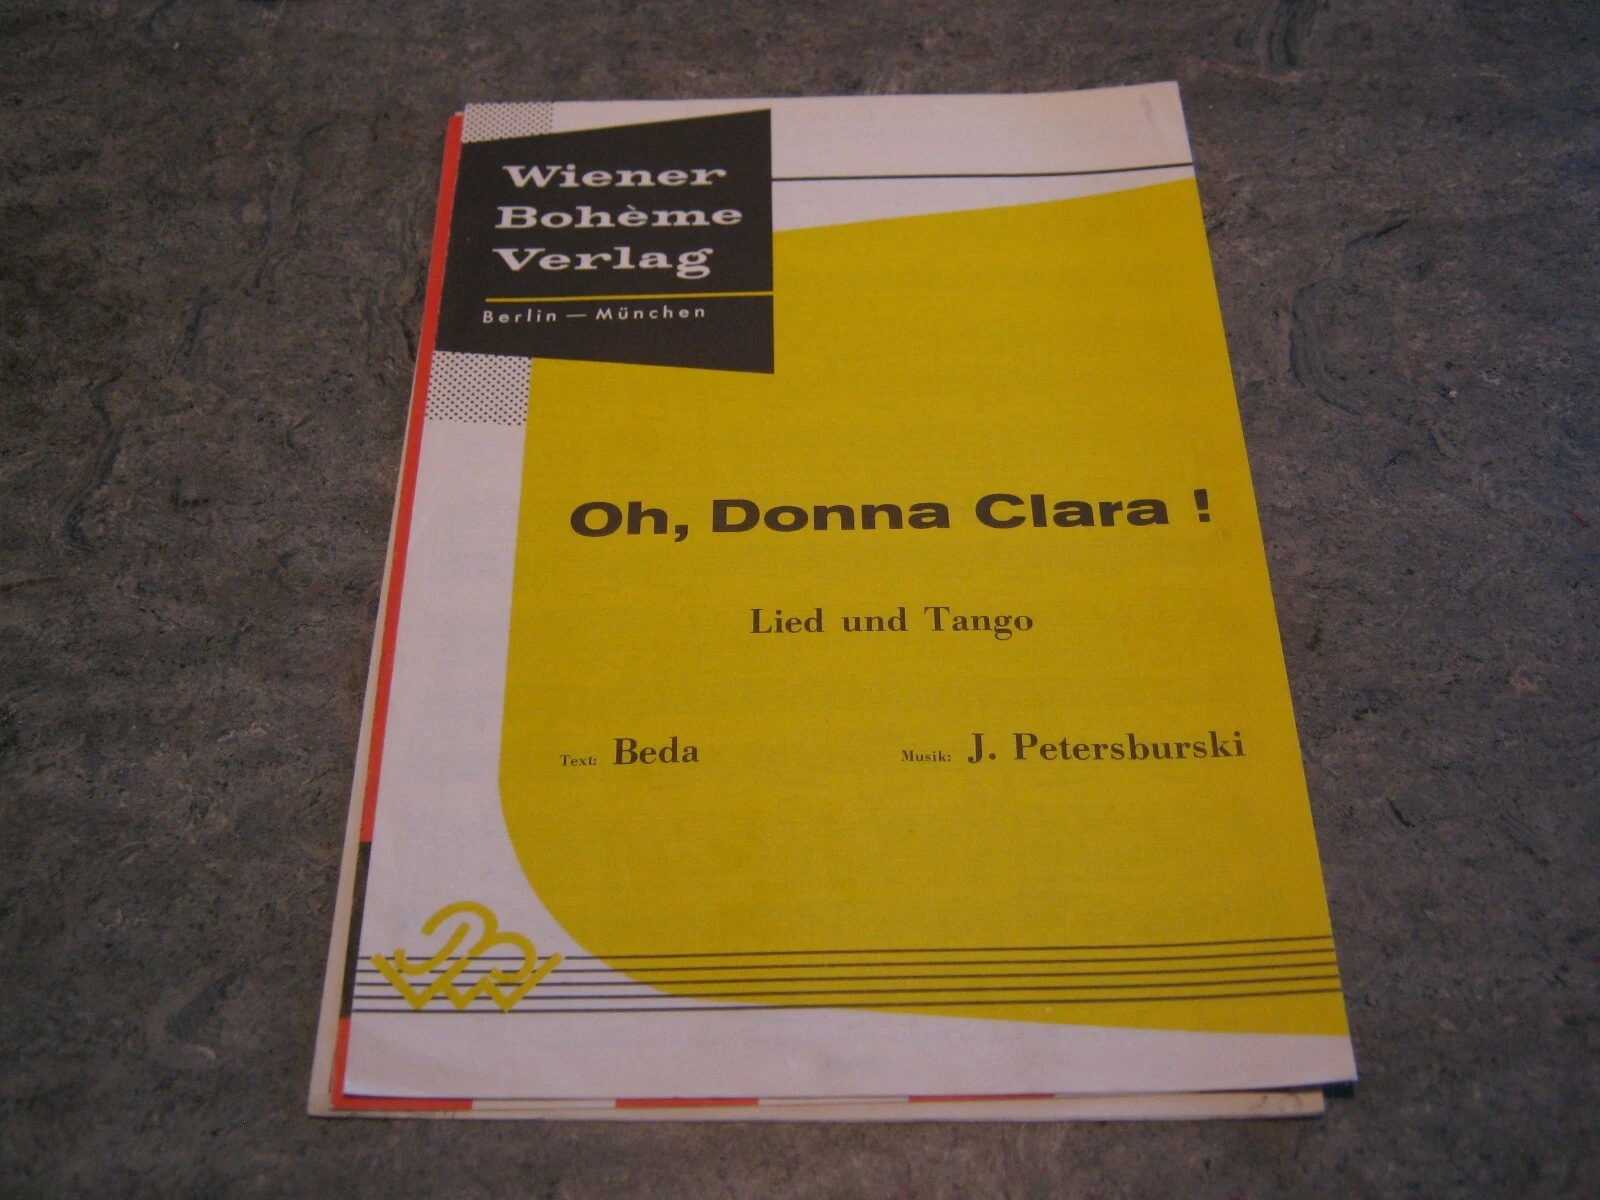 Wiener
Bohème
Verlag
Berlin — München
Oh, Donna Clara !
Lied und Tango
Text: Beda
Musik: J. Petersburski